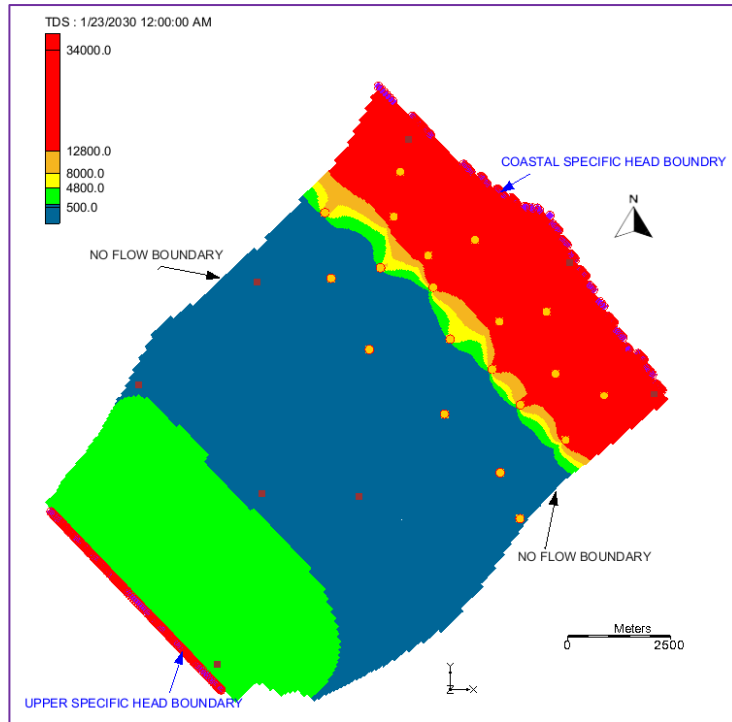 TDS : 1/23/2030 12:00:00 AM
34000.0
12800.0
8000.0
4800.0
500.0
COASTAL SPECIFIC HEAD BOUNDRY
N
NO FLOW BOUNDARY
NO FLOW BOUNDARY
Meters
0 2500
Y
Z X
UPPER SPECIFIC HEAD BOUNDARY